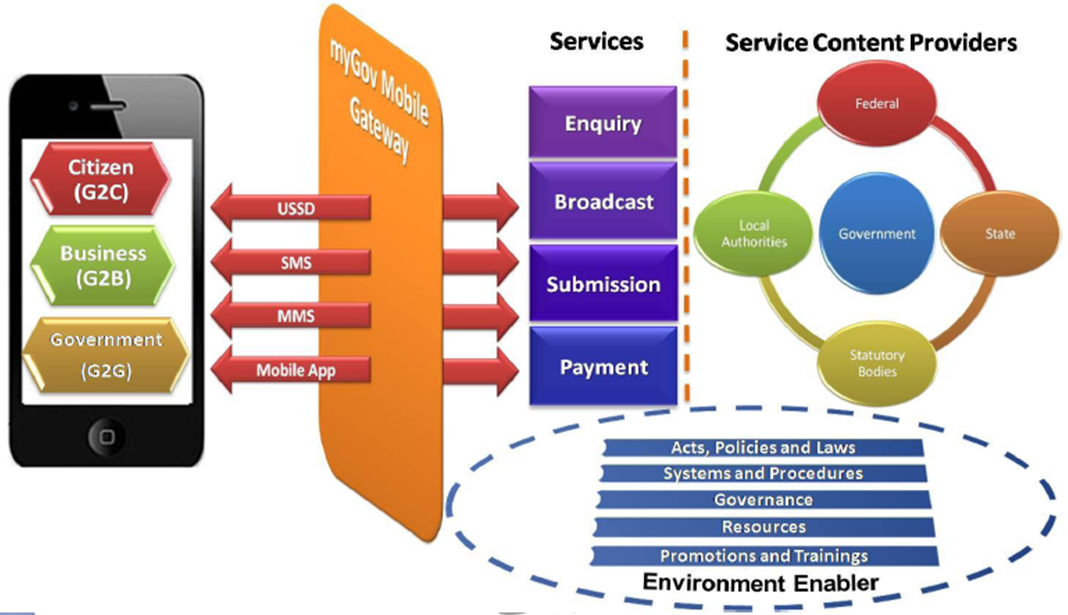 Citizen
(G2C)
Business
(G2B)
Government
(G2G)
myGov Mobile
Gateway
USSD
SMS
MMS
Mobile App
Services
Enquiry
Broadcast
Submission
Payment
Service Content Providers
Federal
Local
Authorities
Government
State
Statutory
Bodies
Acts, Policies and Laws
Systems and Procedures
Governance
Resources
Promotions and Trainings
Environment Enabler